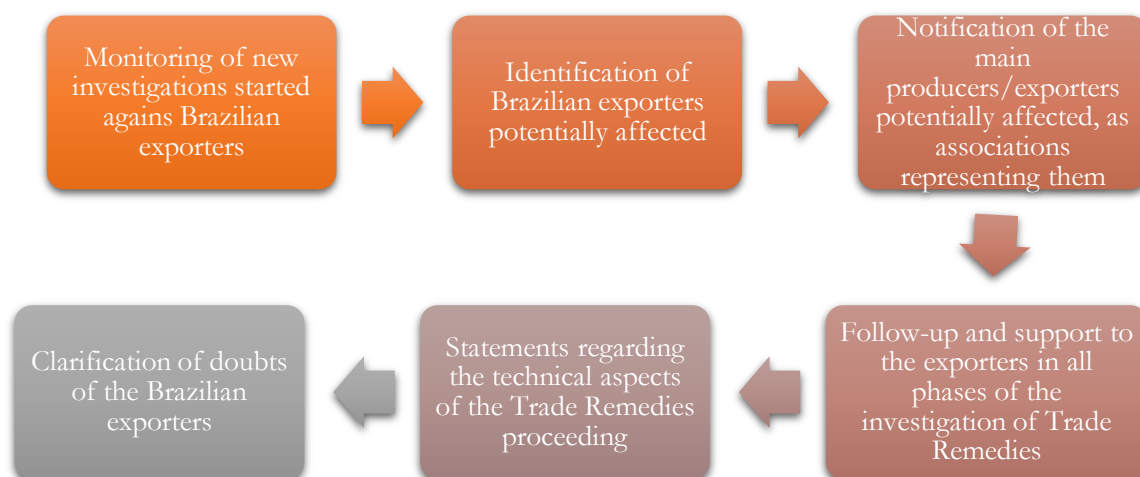 Monitoring of new
investigations started
agains Brazilian
exporters
Identification of
Brazilian exporters
potentially affected
Notification of the
main
producers/exporters
potentially affected, as
associations
representing them
Follow-up and support to
the exporters in all
phases of the
investigation of Trade
Remedies
Statements regarding
the technical aspects
of the Trade Remedies
proceeding
Clarification of doubts
of the Brazilian
exporters